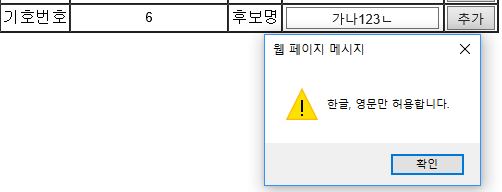 기호번호 6 후보명 가나123ㄴ 추가
웹 페이지 메시지
한글, 영문만 허용합니다.
확인